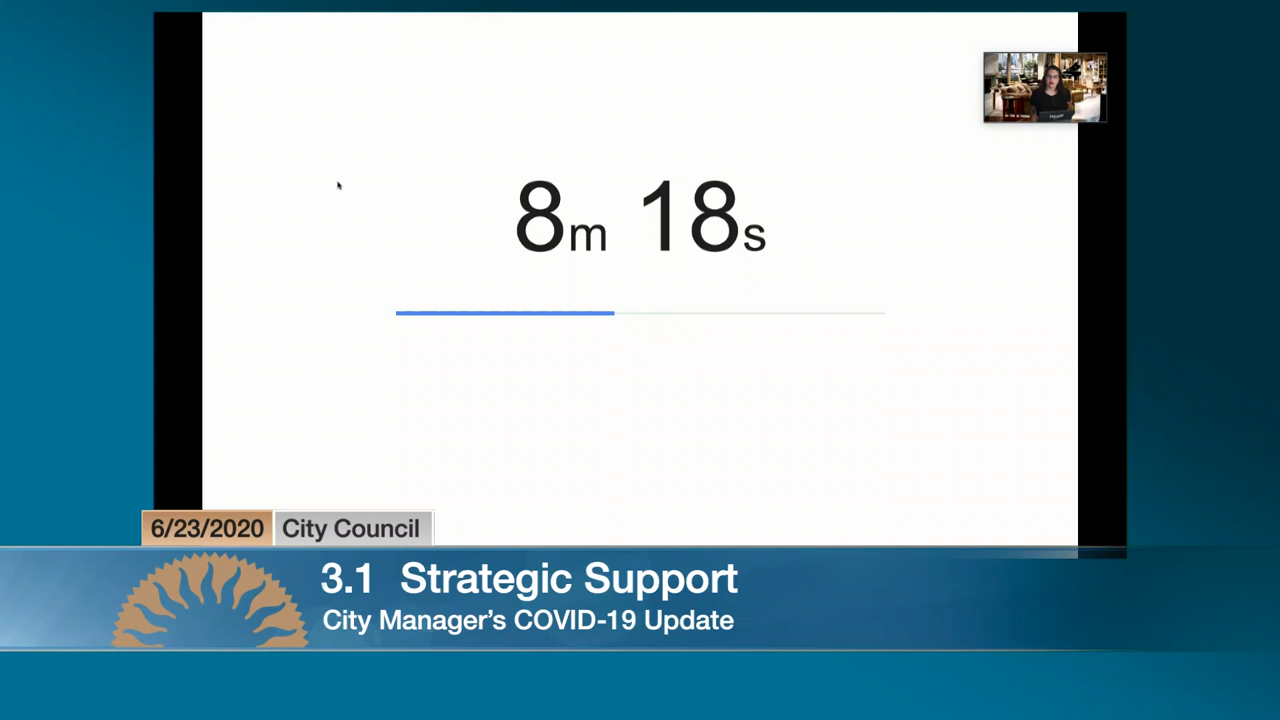 8m 18s
6/23/2020 City Council
3.1 Strategic Support
City Manager's COVID-19 Update